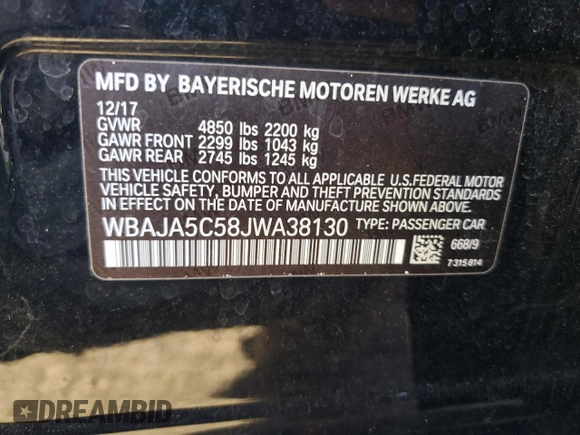 MFD BY BAYERISCHE MOTOREN WERKE AG
12/17
GVWR 4850 lbs 2200 kg
GAWR FRONT 2299 lbs 1043 kg
GAWR REAR 2745 lbs 1245 kg
THIS VEHICLE CONFORMS TO ALL APPLICABLE U.S.FEDERAL MOTOR
VEHICLE SAFETY, BUMPER AND THEFT PREVENTION STANDARDS
IN EFFECT ON THE DATE OF MANUFACTURE SHOWN ABOVE.
WBAJA5C58JWA38130 TYPE: PASSENGER CAR
668/9
7315814
DREAMBID